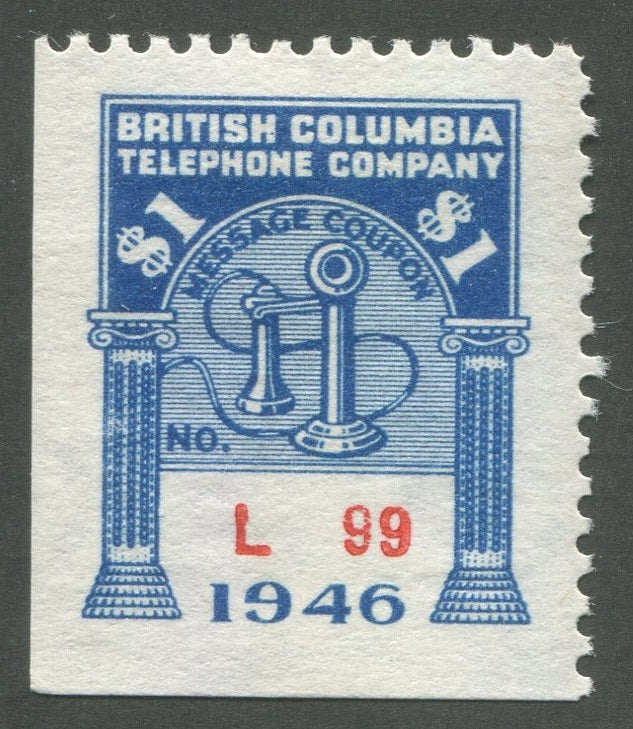 BRITISH COLUMBIA
TELEPHONE COMPANY
$1 $1
MESSAGE COUPON
NO.
L 99
1946